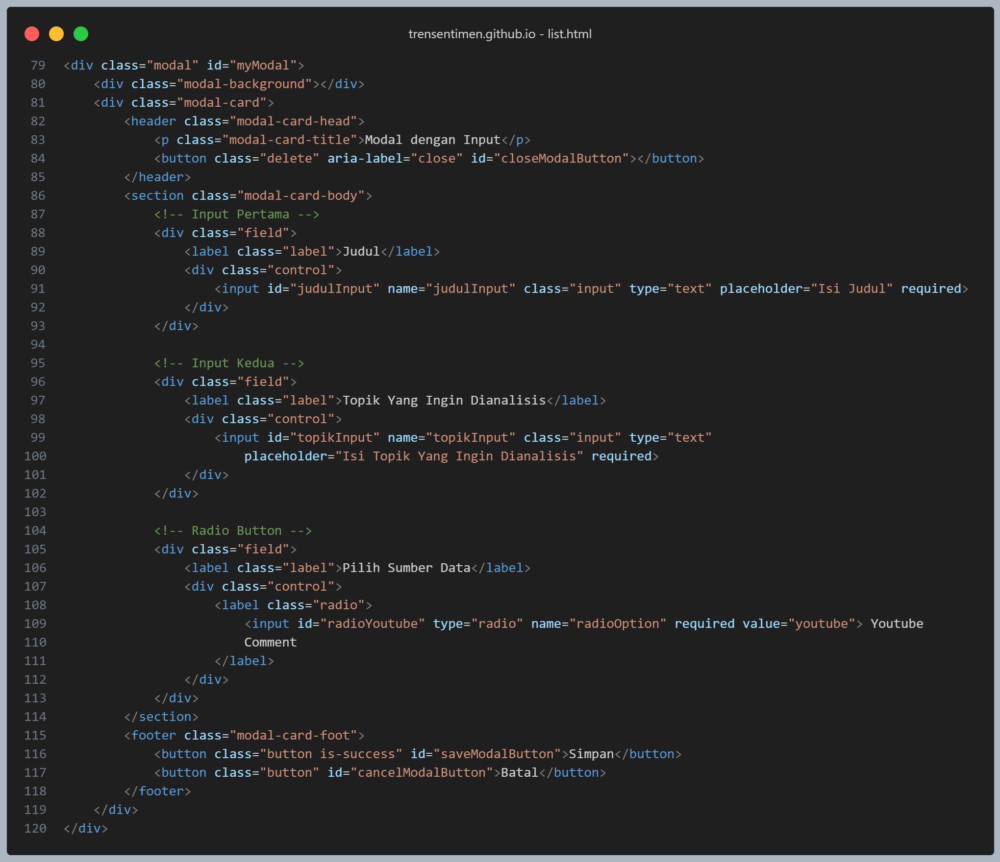 trensentimen.github.io - list.html
79 <div class="modal" id="myModal">
80     <div class="modal-background"></div>
81     <div class="modal-card">
82         <header class="modal-card-head">
83             <p class="modal-card-title">Modal dengan Input</p>
84             <button class="delete" aria-label="close" id="closeModalButton"></button>
85         </header>
86         <section class="modal-card-body">
87             <!-- Input Pertama -->
88             <div class="field">
89                 <label class="label">Judul</label>
90                 <div class="control">
91                     <input id="judulInput" name="judulInput" class="input" type="text" placeholder="Isi Judul" required>
92                 </div>
93             </div>
94
95             <!-- Input Kedua -->
96             <div class="field">
97                 <label class="label">Topik Yang Ingin Dianalisis</label>
98                 <div class="control">
99                     <input id="topikInput" name="topikInput" class="input" type="text"
100                         placeholder="Isi Topik Yang Ingin Dianalisis" required>
101                 </div>
102             </div>
103
104             <!-- Radio Button -->
105             <div class="field">
106                 <label class="label">Pilih Sumber Data</label>
107                 <div class="control">
108                     <label class="radio">
109                         <input id="radioYoutube" type="radio" name="radioOption" required value="youtube"> Youtube
110                         Comment
111                     </label>
112                 </div>
113             </div>
114         </section>
115         <footer class="modal-card-foot">
116             <button class="button is-success" id="saveModalButton">Simpan</button>
117             <button class="button" id="cancelModalButton">Batal</button>
118         </footer>
119     </div>
120 </div>